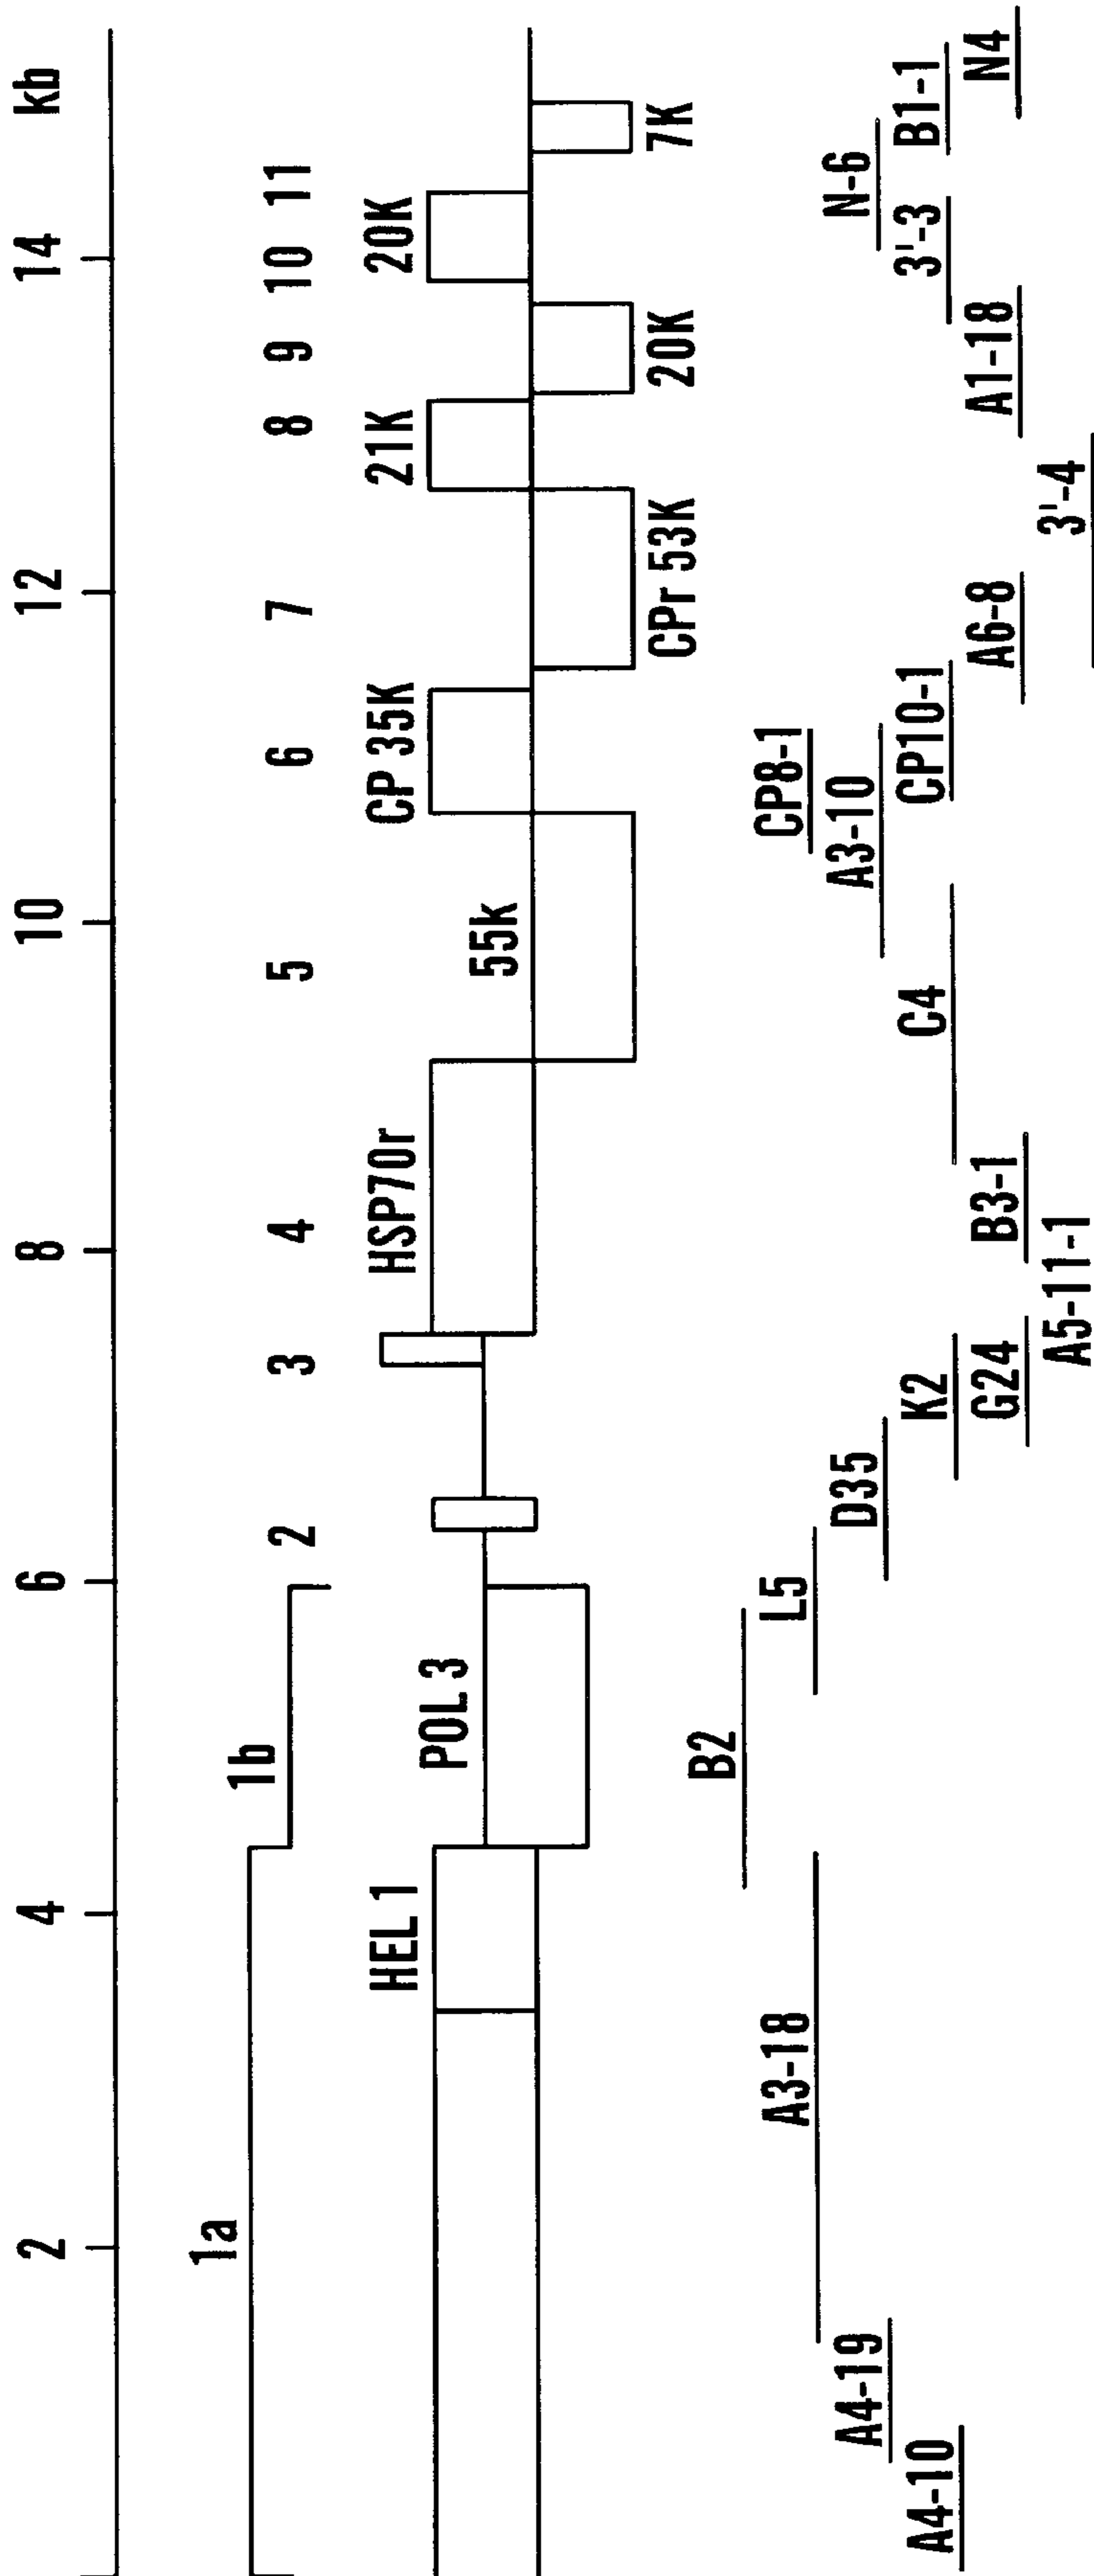 2 4 6 8 10 12 14 kb
1a 1b 2 3 4 5 6 7 8 9 10 11
HEL 1
POL 3
HSP70r
55k
CP 35K
CPr 53K
21K
20K
20K
7K
A4-10
A4-19
A3-18
B2
L5
D35
K2
G24
A5-11-1
B3-1
C4
A3-10
CP8-1
CP10-1
A6-8
3'-4
A1-18
3'-3
N-6
B1-1
N4